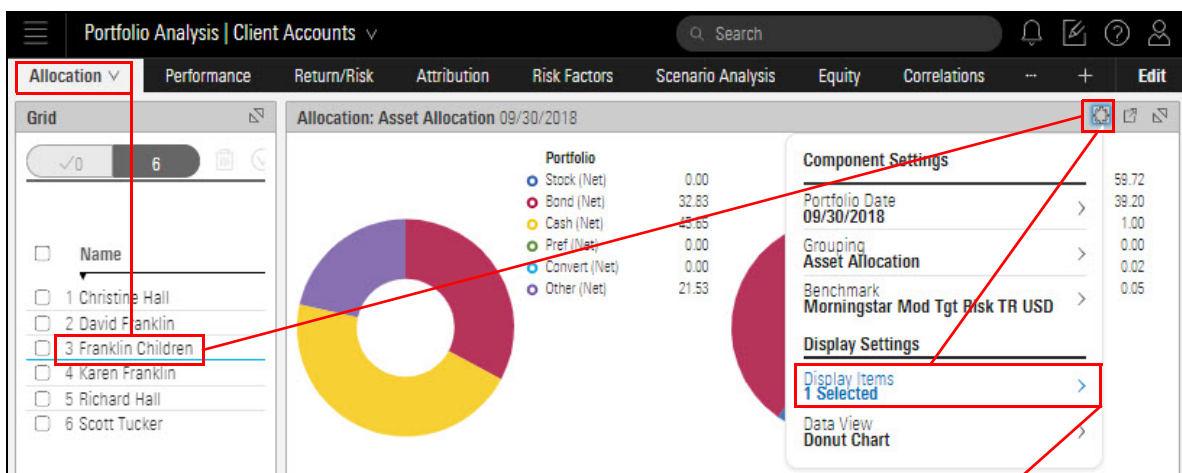 Portfolio Analysis | Client Accounts
Search
Allocation Performance Return/Risk Attribution Risk Factors Scenario Analysis Equity Correlations ... + Edit
Grid
Allocation: Asset Allocation 09/30/2018
0 6
Name
1 Christine Hall
2 David Franklin
3 Franklin Children
4 Karen Franklin
5 Richard Hall
6 Scott Tucker
Portfolio
Stock (Net) 0.00
Bond (Net) 32.83
Cash (Net) 45.65
Pref (Net) 0.00
Convert (Net) 0.00
Other (Net) 21.53
Component Settings
Portfolio Date
09/30/2018
Grouping
Asset Allocation
Benchmark
Morningstar Mod Tgt Risk TR USD
Display Settings
Display Items
1 Selected
Data View
Donut Chart
59.72
39.20
1.00
0.00
0.02
0.05